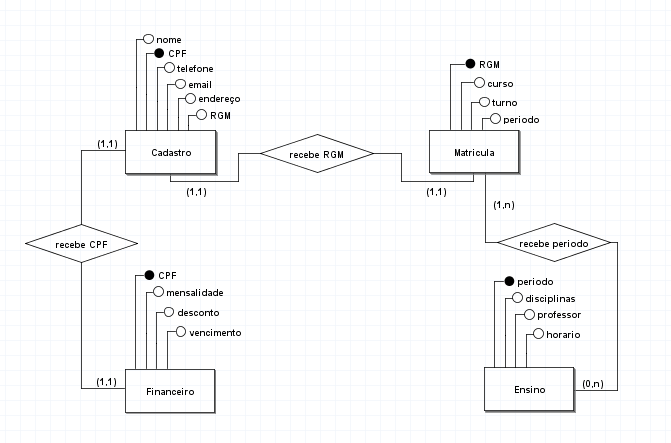 nome
CPF
telefone
email
endereço
RGM
Cadastro
(1,1)
(1,1)
recebe RGM
(1,1)
RGM
curso
turno
periodo
Matricula
(1,n)
recebe periodo
recebe CPF
CPF
mensalidade
desconto
vencimento
(1,1)
Financeiro
periodo
disciplinas
professor
horario
Ensino
(0,n)